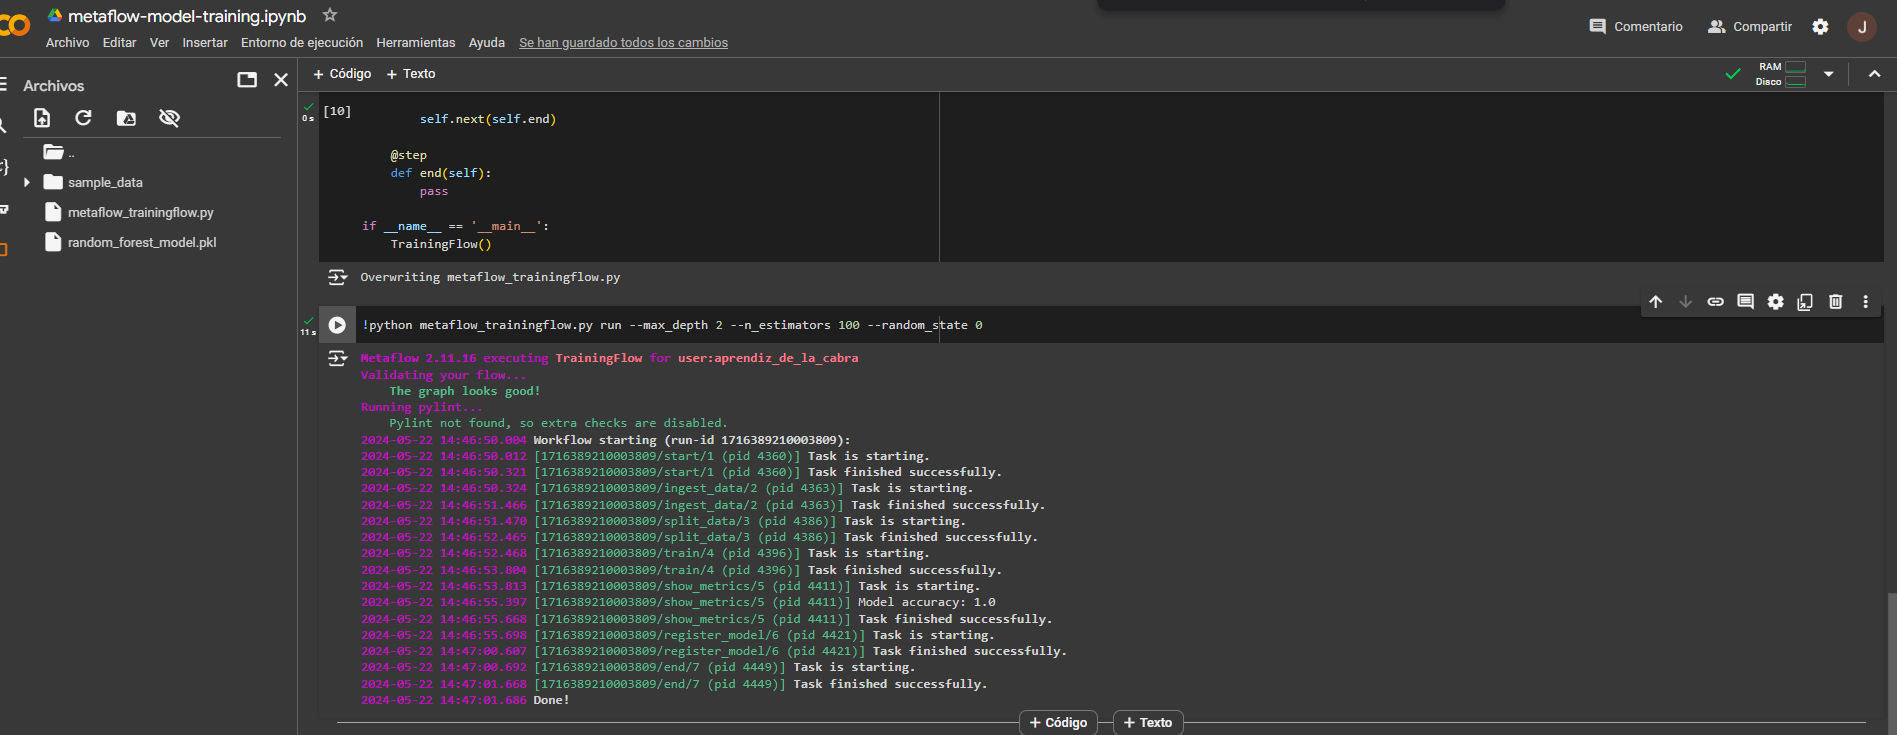 metaflow-model-training.ipynb
Archivo Editar Ver Insertar Entorno de ejecución Herramientas Ayuda Se han guardado todos los cambios
Comentario Compartir J
Archivos
+ Código + Texto
RAM
Disco
..
sample_data
metaflow_trainingflow.py
random_forest_model.pkl
0 s
[10]
self.next(self.end)
@step
def end(self):
pass
if __name__ == '__main__':
TrainingFlow()
Overwriting metaflow_trainingflow.py
11 s
!python metaflow_trainingflow.py run --max_depth 2 --n_estimators 100 --random_state 0
Metaflow 2.11.16 executing TrainingFlow for user:aprendiz_de_la_cabra
Validating your flow...
The graph looks good!
Running pylint...
Pylint not found, so extra checks are disabled.
2024-05-22 14:46:50.004 Workflow starting (run-id 1716389210003809):
2024-05-22 14:46:50.012 [1716389210003809/start/1 (pid 4360)] Task is starting.
2024-05-22 14:46:50.321 [1716389210003809/start/1 (pid 4360)] Task finished successfully.
2024-05-22 14:46:50.324 [1716389210003809/ingest_data/2 (pid 4363)] Task is starting.
2024-05-22 14:46:51.466 [1716389210003809/ingest_data/2 (pid 4363)] Task finished successfully.
2024-05-22 14:46:51.470 [1716389210003809/split_data/3 (pid 4386)] Task is starting.
2024-05-22 14:46:52.465 [1716389210003809/split_data/3 (pid 4386)] Task finished successfully.
2024-05-22 14:46:52.468 [1716389210003809/train/4 (pid 4396)] Task is starting.
2024-05-22 14:46:53.804 [1716389210003809/train/4 (pid 4396)] Task finished successfully.
2024-05-22 14:46:53.813 [1716389210003809/show_metrics/5 (pid 4411)] Task is starting.
2024-05-22 14:46:55.397 [1716389210003809/show_metrics/5 (pid 4411)] Model accuracy: 1.0
2024-05-22 14:46:55.668 [1716389210003809/show_metrics/5 (pid 4411)] Task finished successfully.
2024-05-22 14:46:55.698 [1716389210003809/register_model/6 (pid 4421)] Task is starting.
2024-05-22 14:47:00.607 [1716389210003809/register_model/6 (pid 4421)] Task finished successfully.
2024-05-22 14:47:00.692 [1716389210003809/end/7 (pid 4449)] Task is starting.
2024-05-22 14:47:01.668 [1716389210003809/end/7 (pid 4449)] Task finished successfully.
2024-05-22 14:47:01.686 Done!
+ Código + Texto